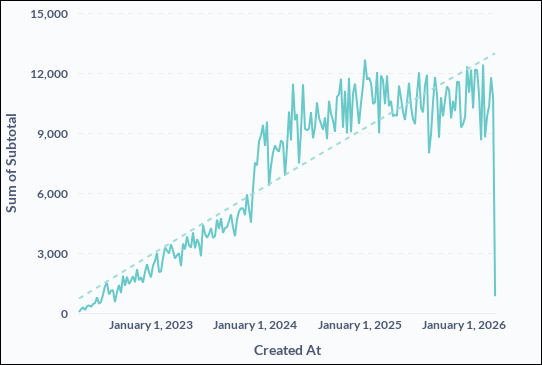 15,000
12,000
9,000
6,000
3,000
0
Sum of Subtotal
January 1, 2023 January 1, 2024 January 1, 2025 January 1, 2026
Created At